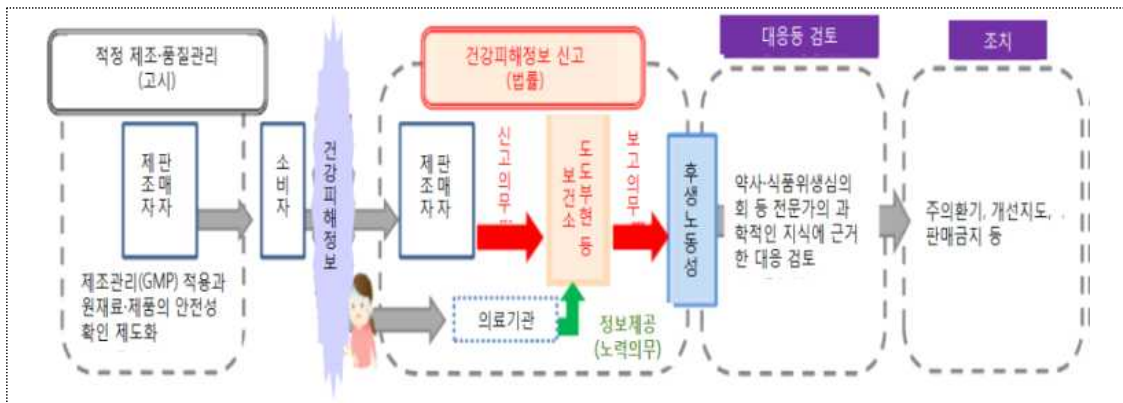 적정 제조·품질관리
(고시)
제조자
판매자
제조관리(GMP) 적용과
원재료·제품의 안전성
확인 제도화
소비자
건강피해정보
건강피해정보 신고
(법률)
제조자
판매자
신고의무
도도부현 등
보건소
보고의무
의료기관
정보제공
(노력의무)
후생노동성
대응등 검토
약사·식품위생심의
회 등 전문가의 과
학적인 지식에 근거
한 대응 검토
조치
주의환기, 개선지도,
판매금지 등